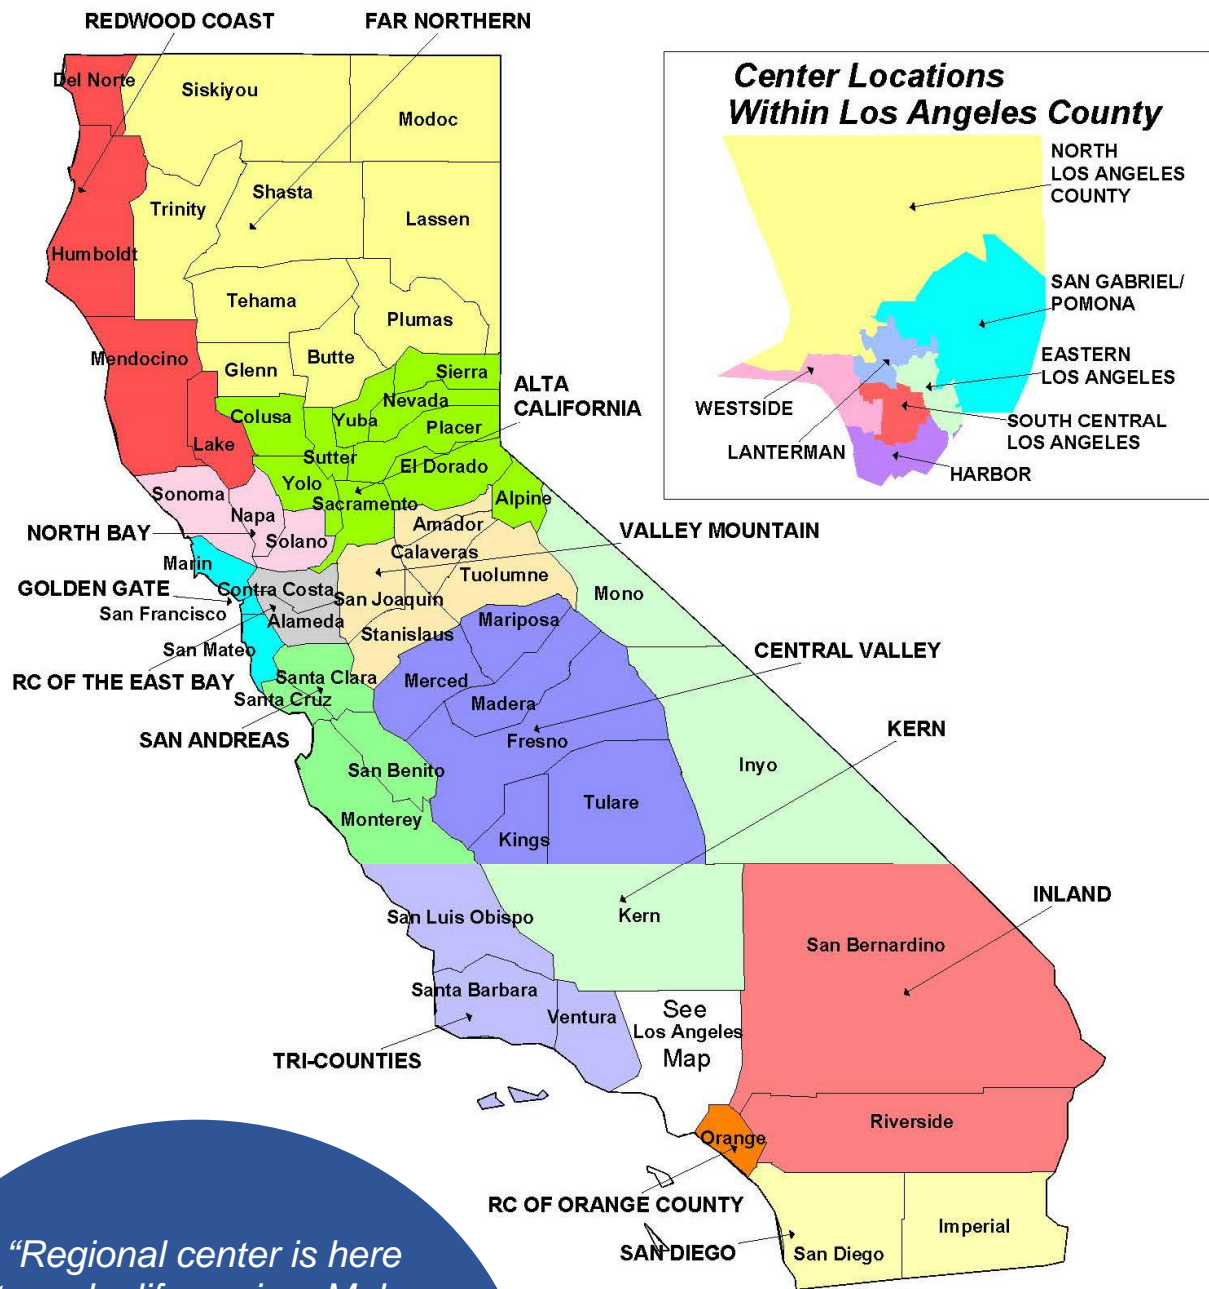 REDWOOD COAST
FAR NORTHERN
Del Norte
Siskiyou
Modoc
Shasta
Trinity
Lassen
Humboldt
Tehama
Plumas
Mendocino
Butte
Glenn
Sierra
Nevada
Colusa
Yuba
Placer
Lake
Sutter
El Dorado
Yolo
Sacramento
Alpine
ALTA
CALIFORNIA
Sonoma
Napa
Solano
NORTH BAY
Amador
Calaveras
VALLEY MOUNTAIN
Marin
Tuolumne
GOLDEN GATE
Contra Costa
Mono
San Francisco
San Joaquin
Alameda
Mariposa
Stanislaus
San Mateo
CENTRAL VALLEY
RC OF THE EAST BAY
Santa Clara
Merced
Santa Cruz
Madera
SAN ANDREAS
Fresno
KERN
San Benito
Inyo
Tulare
Monterey
Kings
INLAND
San Luis Obispo
Kern
San Bernardino
Santa Barbara
Ventura
See
Los Angeles
Map
TRI-COUNTIES
Riverside
Orange
RC OF ORANGE COUNTY
Imperial
SAN DIEGO
San Diego
Center Locations
Within Los Angeles County
NORTH
LOS ANGELES
COUNTY
SAN GABRIEL/
POMONA
EASTERN
LOS ANGELES
WESTSIDE
SOUTH CENTRAL
LOS ANGELES
LANTERMAN
HARBOR
“Regional center is here